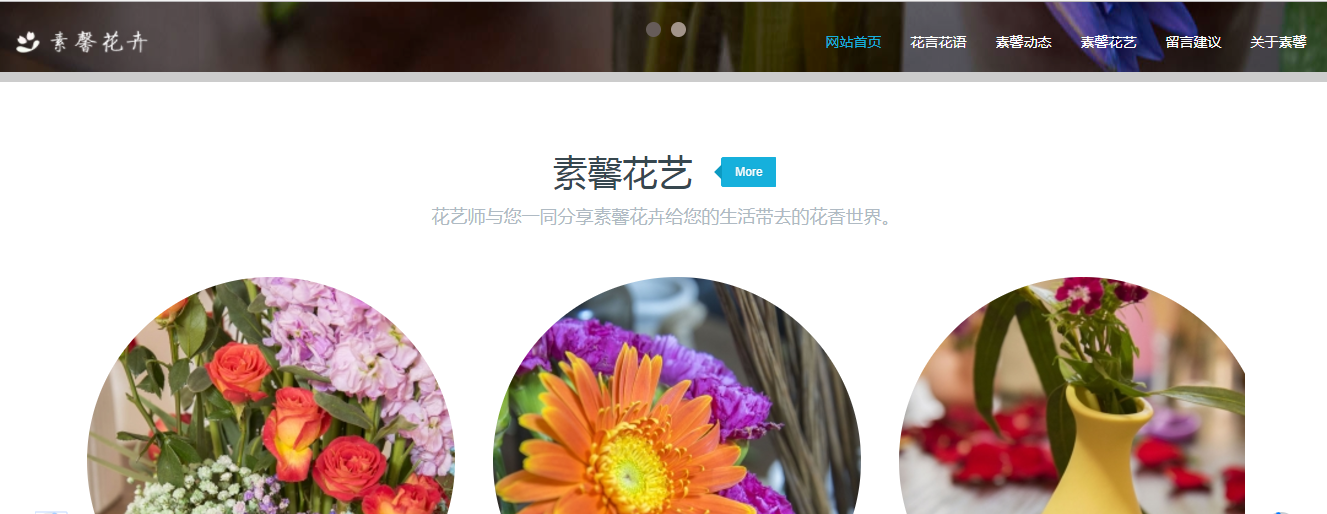 素馨花卉
网站首页 花言花语 素馨动态 素馨花艺 留言建议 关于素馨
素馨花艺 More
花艺师与您一同分享素馨花卉给您的生活带去的花香世界。